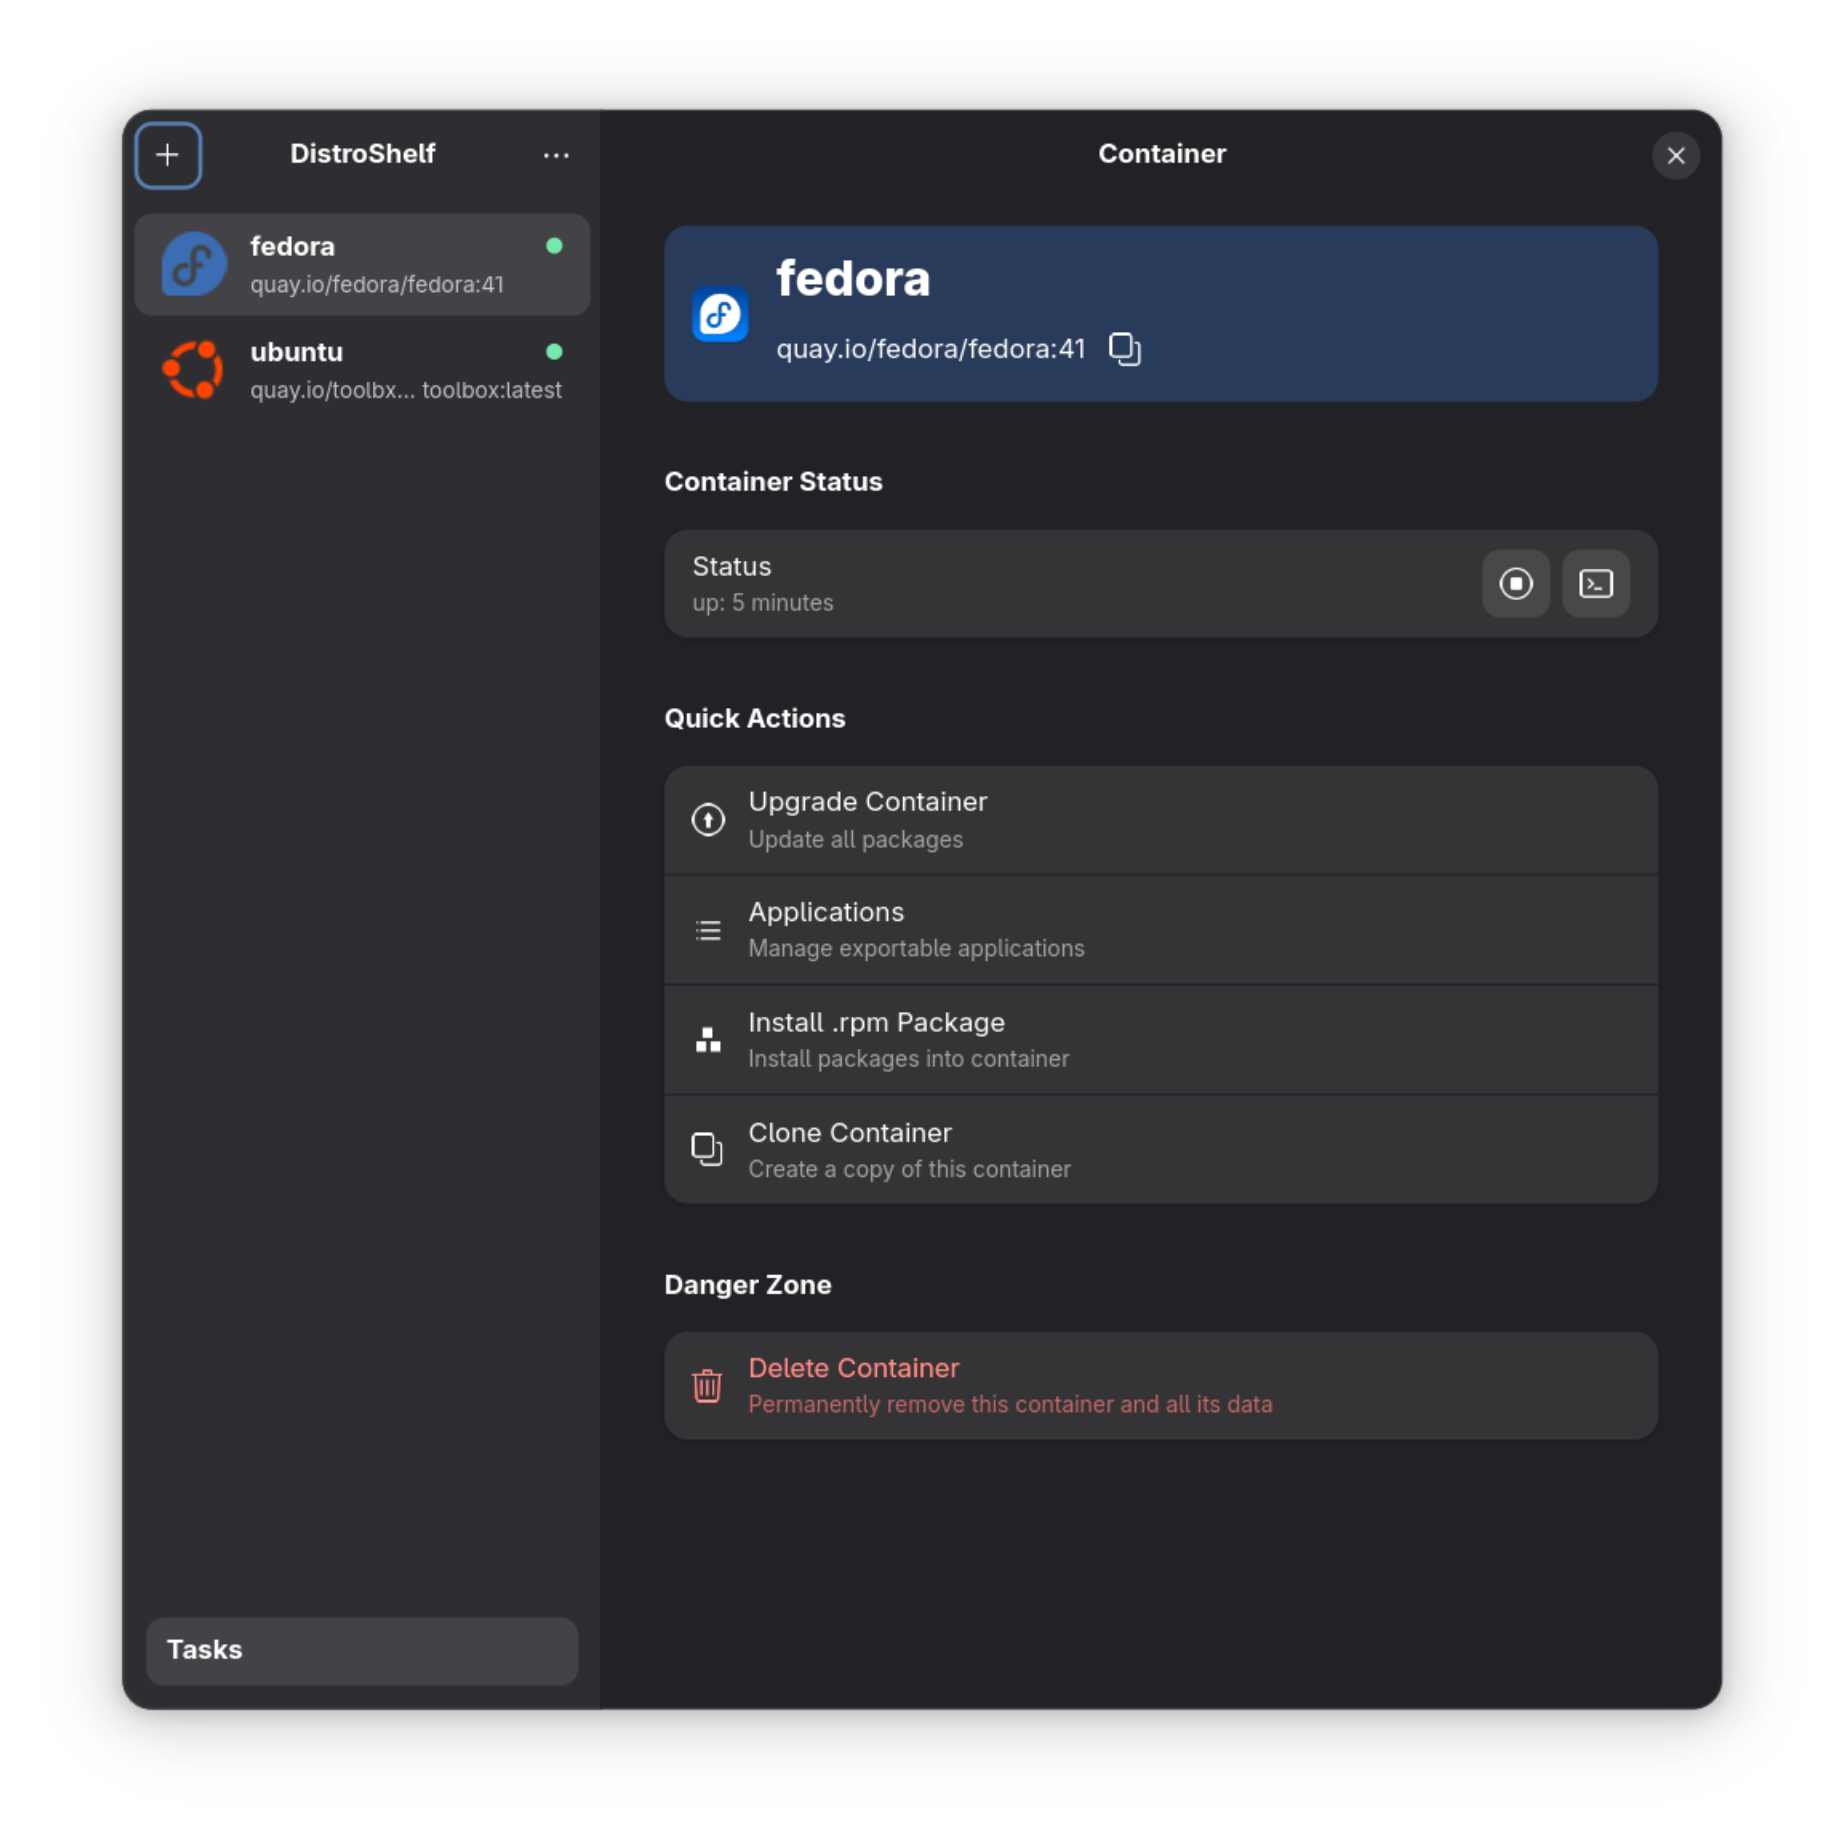 DistroShelf
fedora
quay.io/fedora/fedora:41
ubuntu
quay.io/toolbx... toolbox:latest
Tasks
Container
fedora
quay.io/fedora/fedora:41
Container Status
Status
up: 5 minutes
Quick Actions
Upgrade Container
Update all packages
Applications
Manage exportable applications
Install .rpm Package
Install packages into container
Clone Container
Create a copy of this container
Danger Zone
Delete Container
Permanently remove this container and all its data